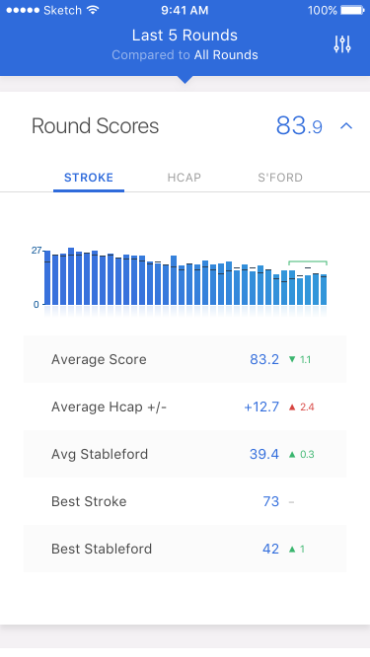 Sketch 9:41 AM 100%
Last 5 Rounds
Compared to All Rounds
Round Scores 83.9
STROKE HCAP S'FORD
27
0
Average Score 83.2 ▼ 1.1
Average Hcap +/- +12.7 ▲ 2.4
Avg Stableford 39.4 ▲ 0.3
Best Stroke 73 –
Best Stableford 42 ▲ 1